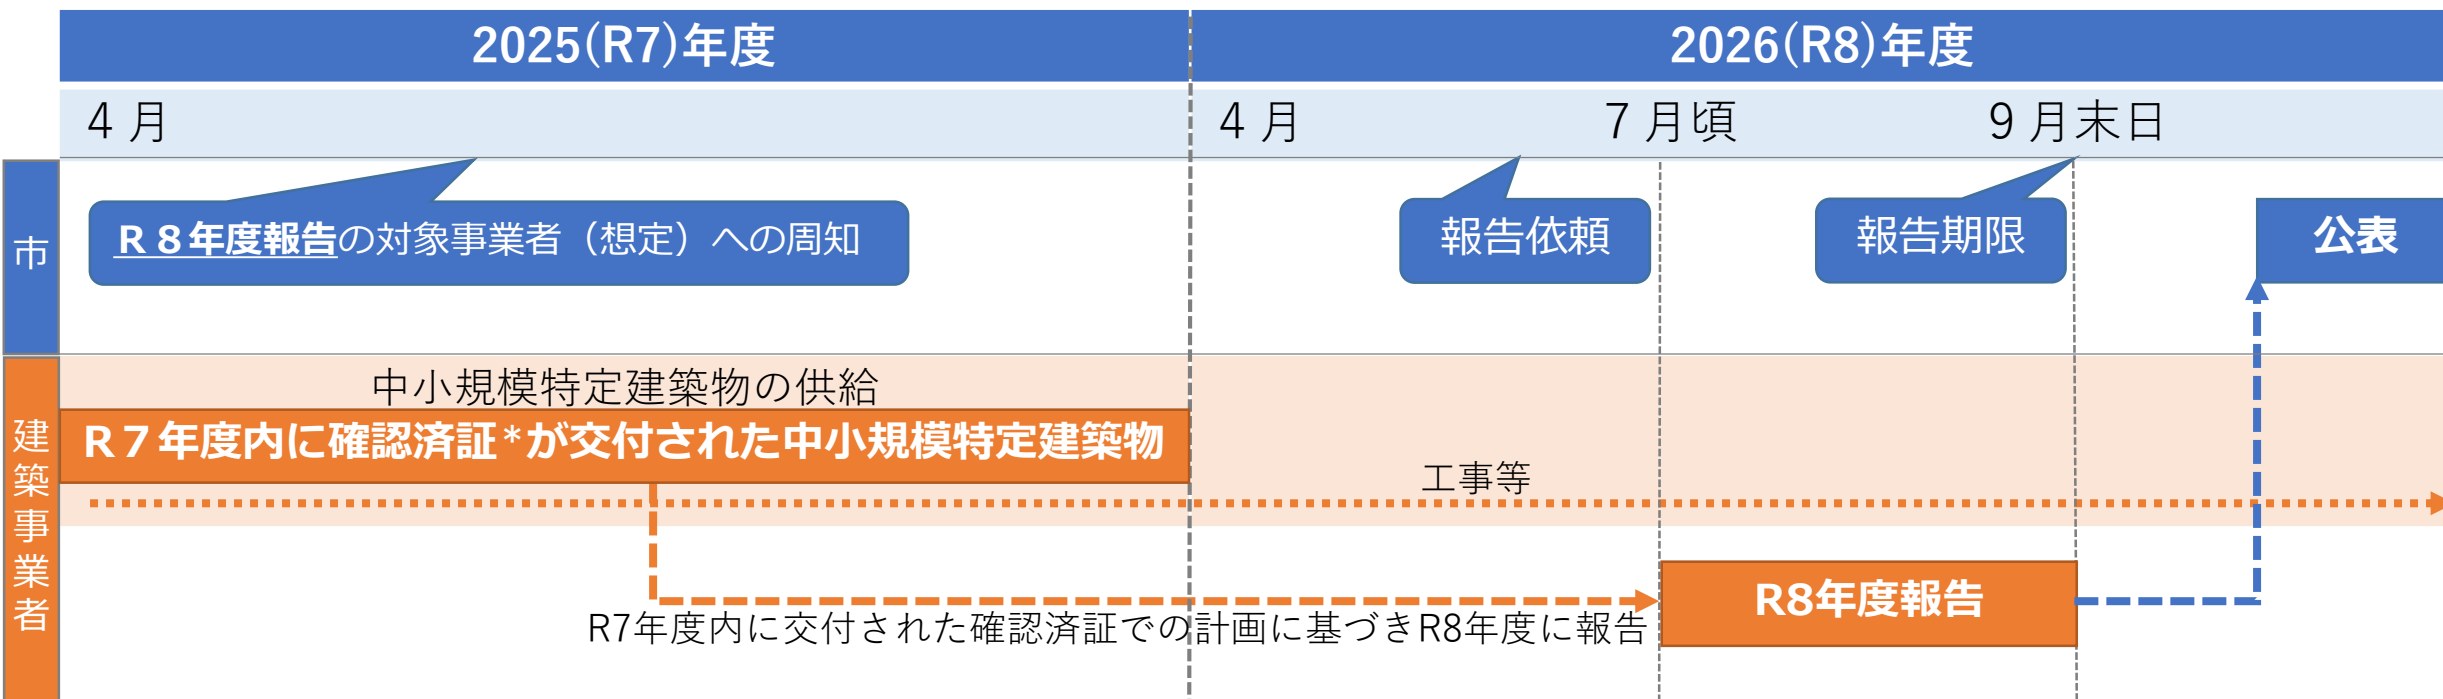 2025(R7)年度
2026(R8)年度
4月
4月
7月頃
9月末日
市
R8年度報告の対象事業者（想定）への周知
報告依頼
報告期限
公表
建築事業者
中小規模特定建築物の供給
R7年度内に確認済証*が交付された中小規模特定建築物
工事等
R8年度報告
R7年度内に交付された確認済証での計画に基づきR8年度に報告